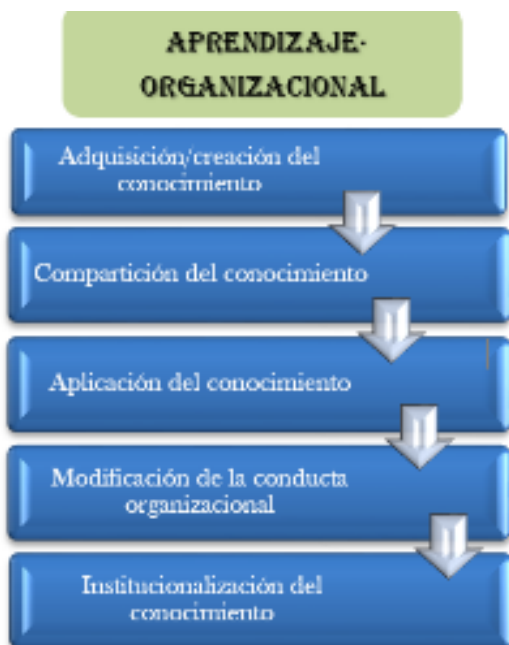 APRENDIZAJE-
ORGANIZACIONAL
Adquisición/creación del
conocimiento
Compartición del conocimiento
Aplicación del conocimiento
Modificación de la conducta
organizacional
Institucionalización del
conocimiento